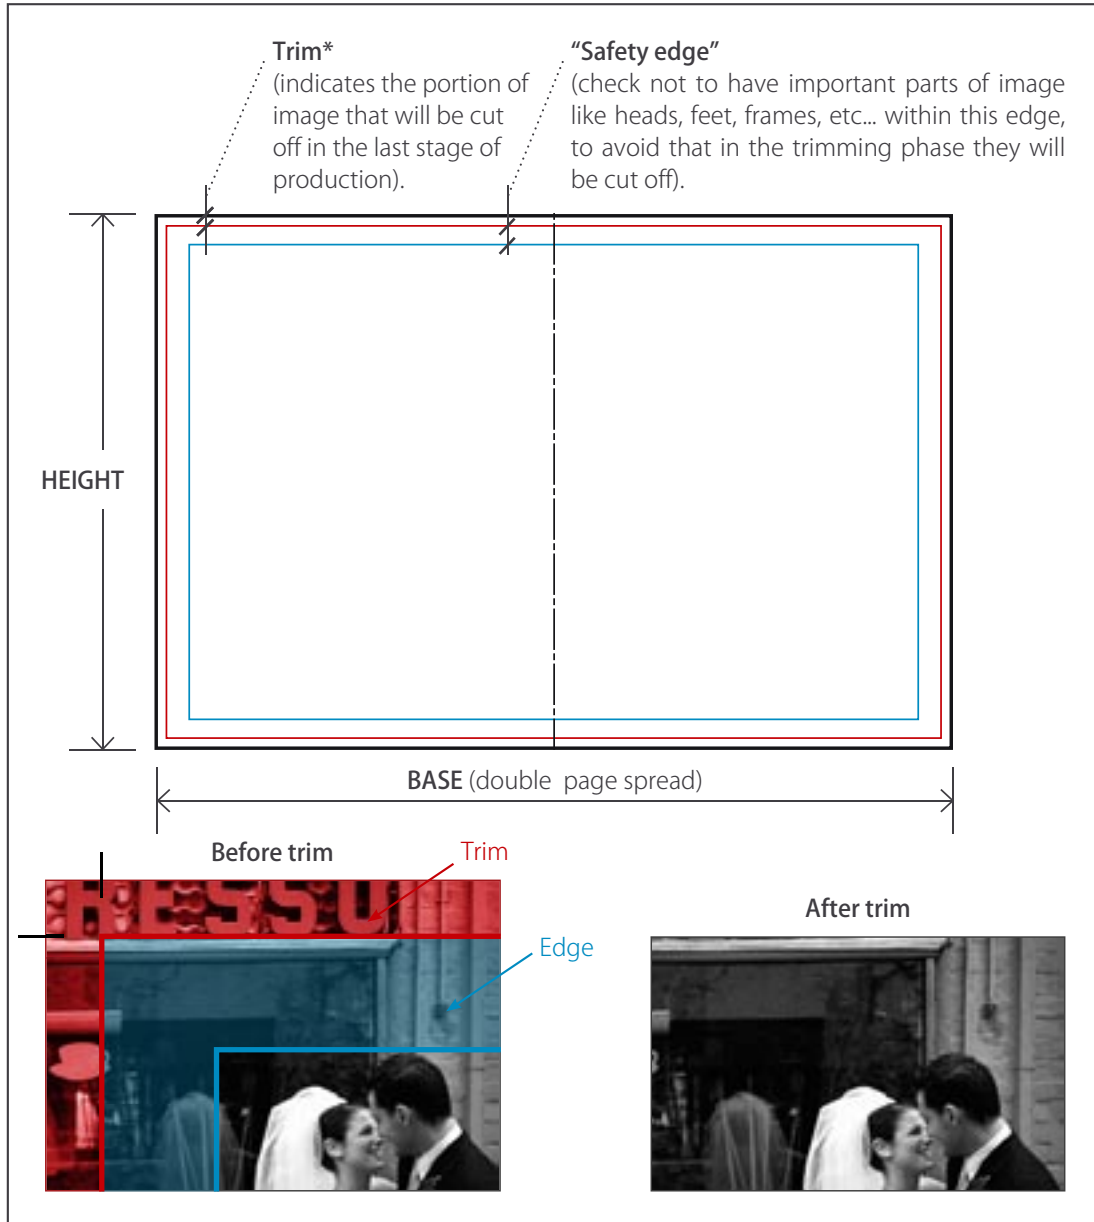 Trim*
(indicates the portion of
image that will be cut
off in the last stage of
production).
“Safety edge”
(check not to have important parts of image
like heads, feet, frames, etc... within this edge,
to avoid that in the trimming phase they will
be cut off).
HEIGHT
BASE (double page spread)
Before trim
Trim
RESSO
Edge
After trim